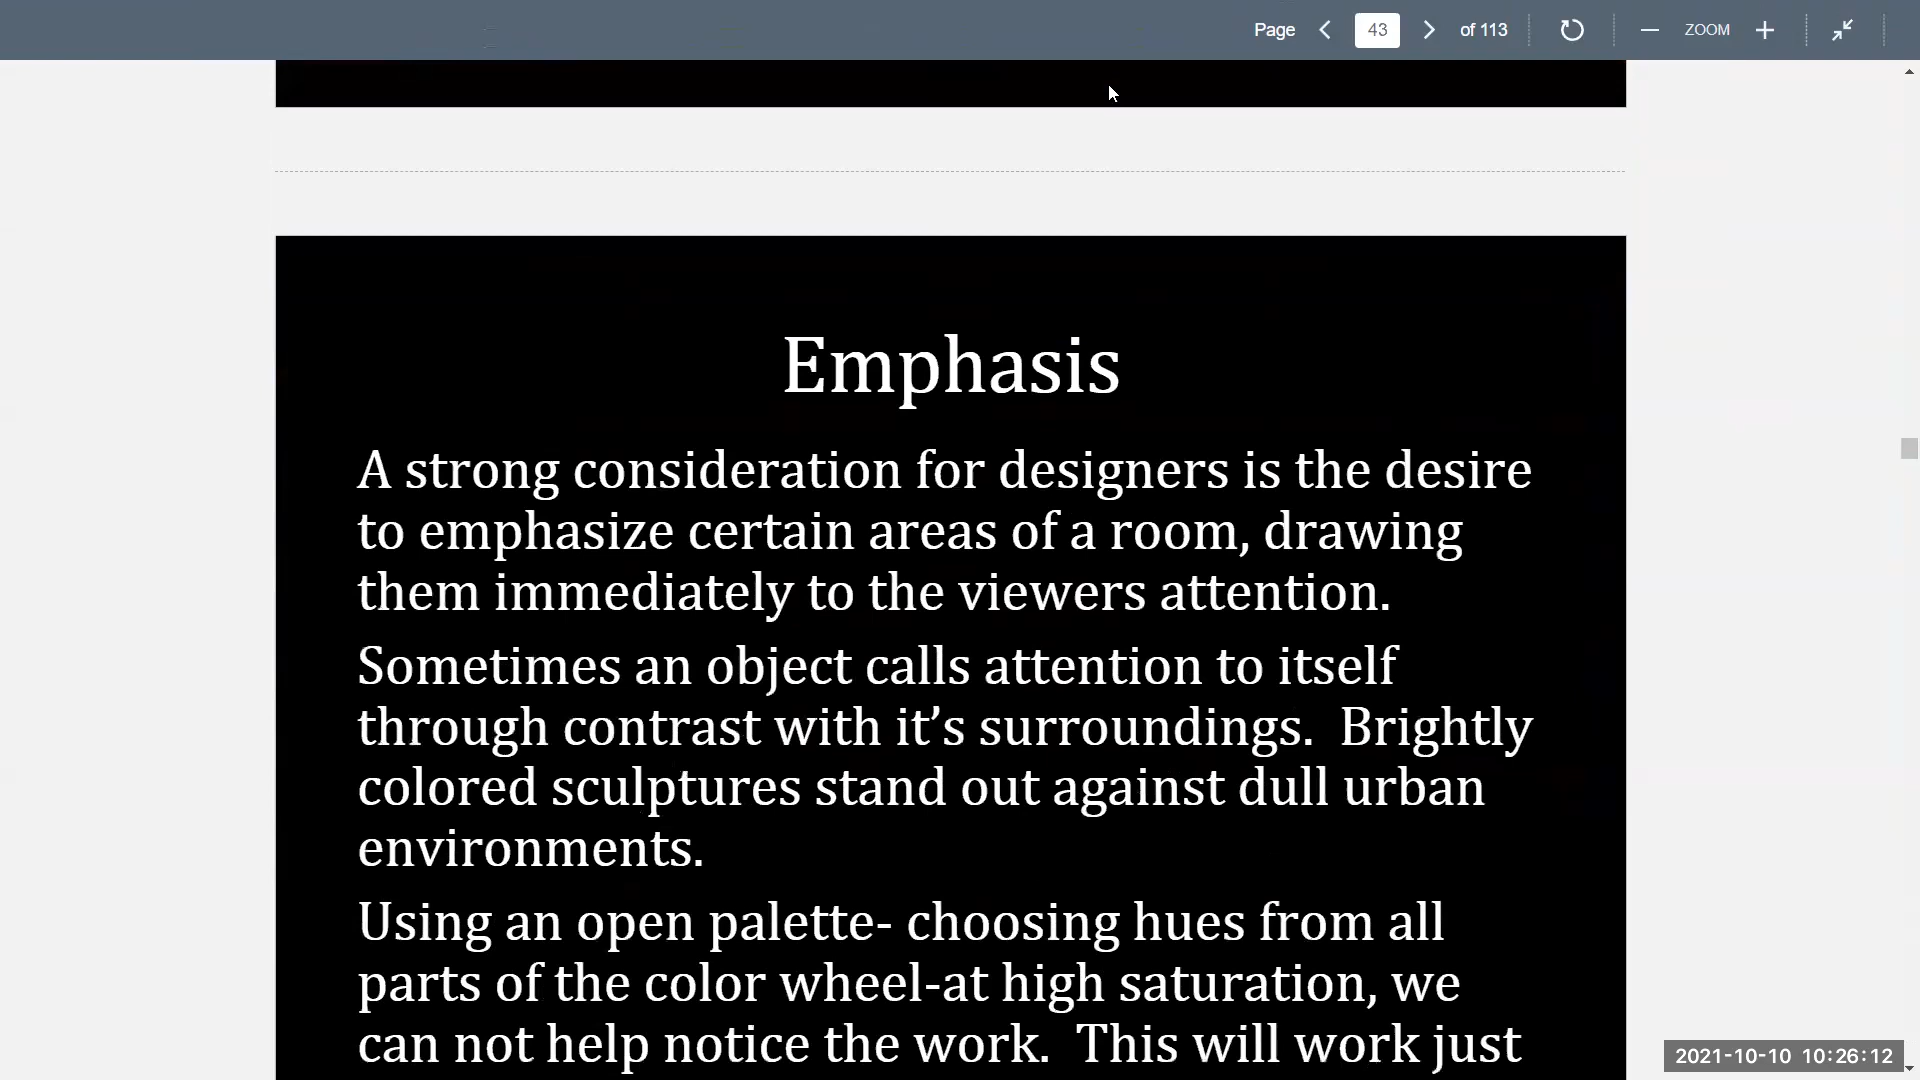 Page 43 of 113 ZOOM
Emphasis
A strong consideration for designers is the desire
to emphasize certain areas of a room, drawing
them immediately to the viewers attention.
Sometimes an object calls attention to itself
through contrast with it’s surroundings.  Brightly
colored sculptures stand out against dull urban
environments.
Using an open palette- choosing hues from all
parts of the color wheel-at high saturation, we
can not help notice the work.  This will work just
2021-10-10 10:26:12